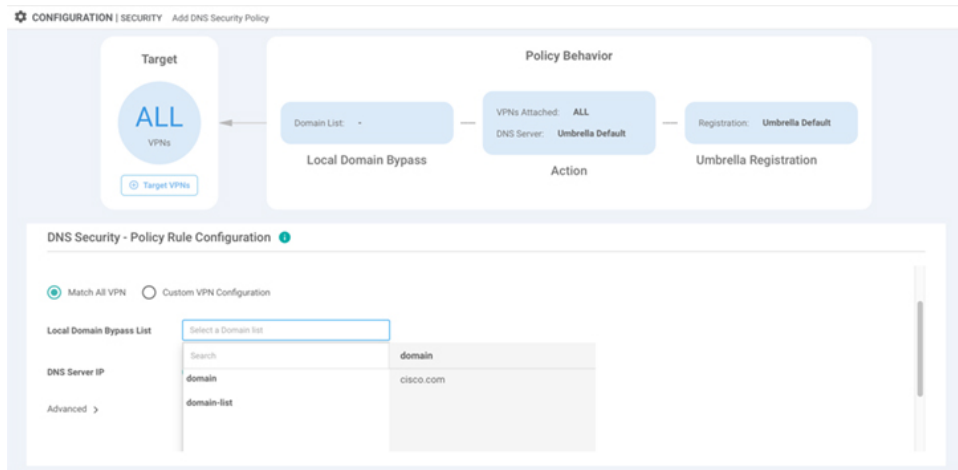 CONFIGURATION | SECURITY Add DNS Security Policy
Target
ALL
VPNs
Target VPNs
Policy Behavior
Domain List: -
Local Domain Bypass
VPNs Attached: ALL
DNS Server: Umbrella Default
Action
Registration: Umbrella Default
Umbrella Registration
DNS Security - Policy Rule Configuration
Match All VPN Custom VPN Configuration
Local Domain Bypass List Select a Domain list
Search domain
DNS Server IP domain cisco.com
domain-list
Advanced >